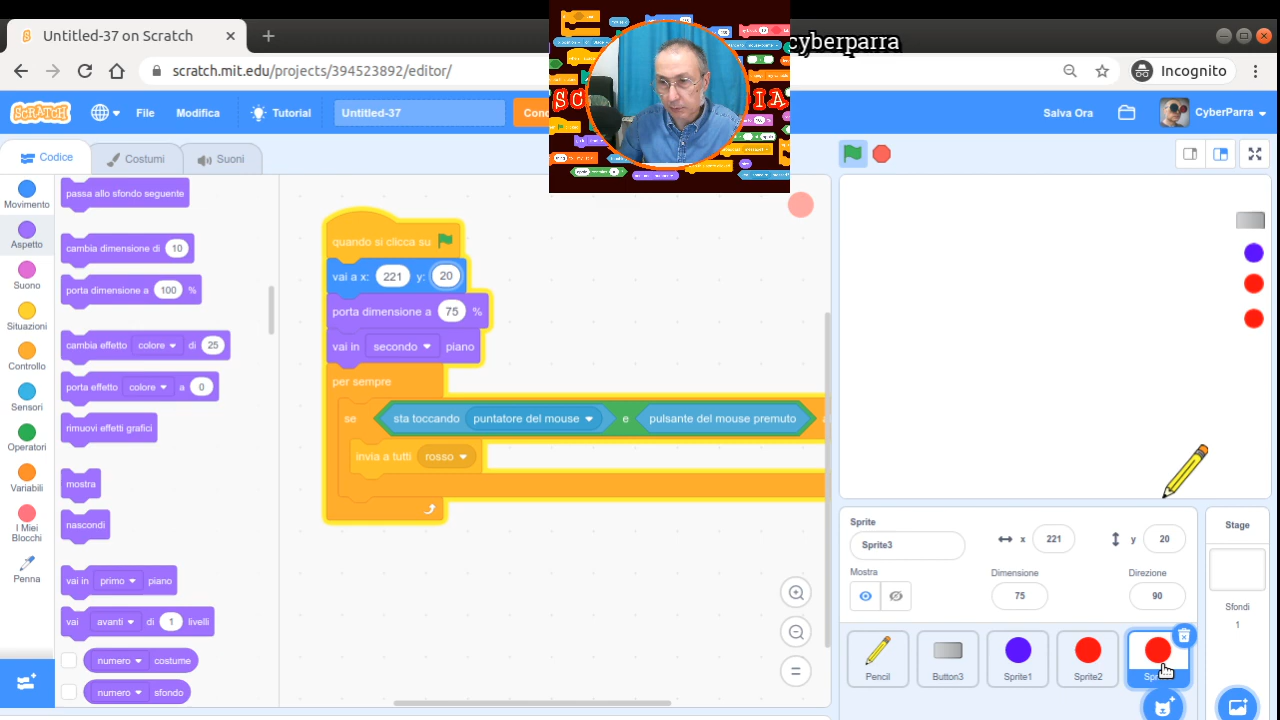 Untitled-37 on Scratch
cyberparra
scratch.mit.edu/projects/394523892/editor/
Incognito
SCRATCH
File
Modifica
Tutorial
Untitled-37
Salva Ora
CyberParra
Codice
Costumi
Suoni
Movimento
Aspetto
Suono
Situazioni
Controllo
Sensori
Operatori
Variabili
I Miei
Blocchi
Penna
passa allo sfondo seguente
cambia dimensione di 10
porta dimensione a 100 %
cambia effetto colore di 25
porta effetto colore a 0
rimuovi effetti grafici
mostra
nascondi
vai in primo piano
vai avanti di 1 livelli
numero costume
numero sfondo
quando si clicca su
vai a x: 221 y: 20
porta dimensione a 75 %
vai in secondo piano
per sempre
se sta toccando puntatore del mouse e pulsante del mouse premuto
invia a tutti rosso
Sprite
Sprite3
x 221
y 20
Mostra
Dimensione
Direzione
75
90
Pencil
Button3
Sprite1
Sprite2
Stage
Sfondi
1